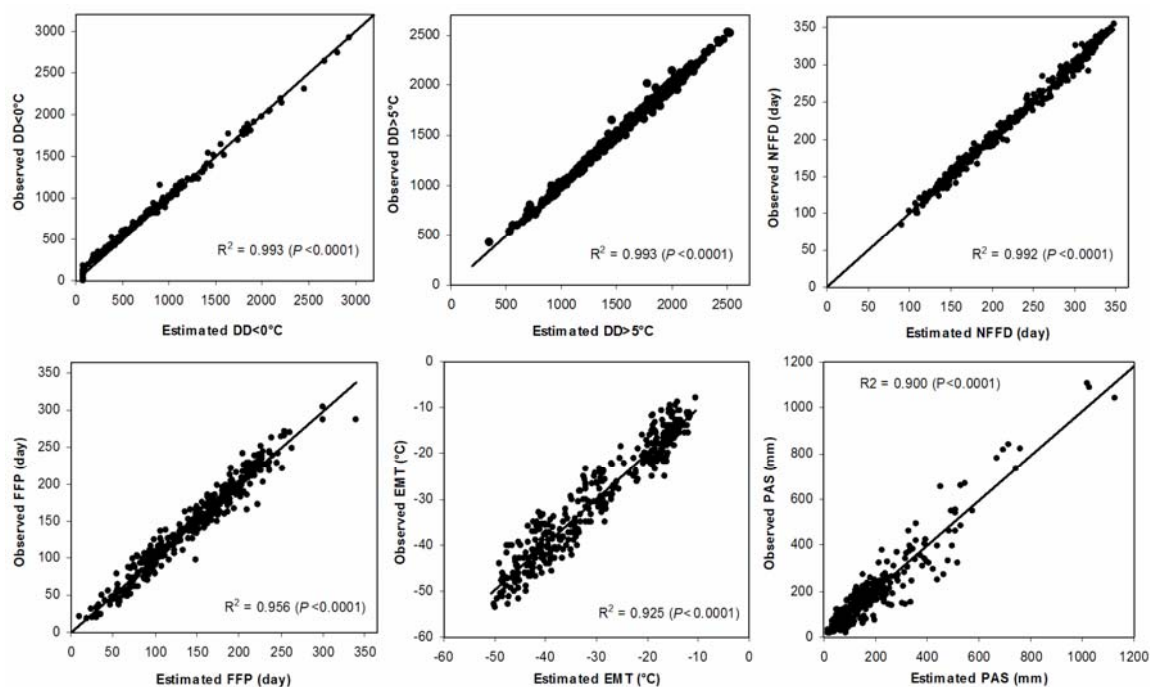 Observed DD<0°C
3000
2500
2000
1500
1000
500
0
0 500 1000 1500 2000 2500 3000
R² = 0.993 (P<0.0001)
Estimated DD<0°C
Observed DD>5°C
2500
2000
1500
1000
500
0
500 1000 1500 2000 2500
R² = 0.993 (P<0.0001)
Estimated DD>5°C
Observed NFFD (day)
350
300
250
200
150
100
50
0
0 50 100 150 200 250 300 350
R² = 0.992 (P<0.0001)
Estimated NFFD (day)
Observed FFP (day)
350
300
250
200
150
100
50
0
0 50 100 150 200 250 300 350
R² = 0.956 (P<0.0001)
Estimated FFP (day)
Observed EMT (°C)
0
-10
-20
-30
-40
-50
-60
-60 -50 -40 -30 -20 -10 0
R² = 0.925 (P<0.0001)
Estimated EMT (°C)
Observed PAS (mm)
1200
1000
800
600
400
200
0
0 200 400 600 800 1000 1200
R2 = 0.900 (P<0.0001)
Estimated PAS (mm)